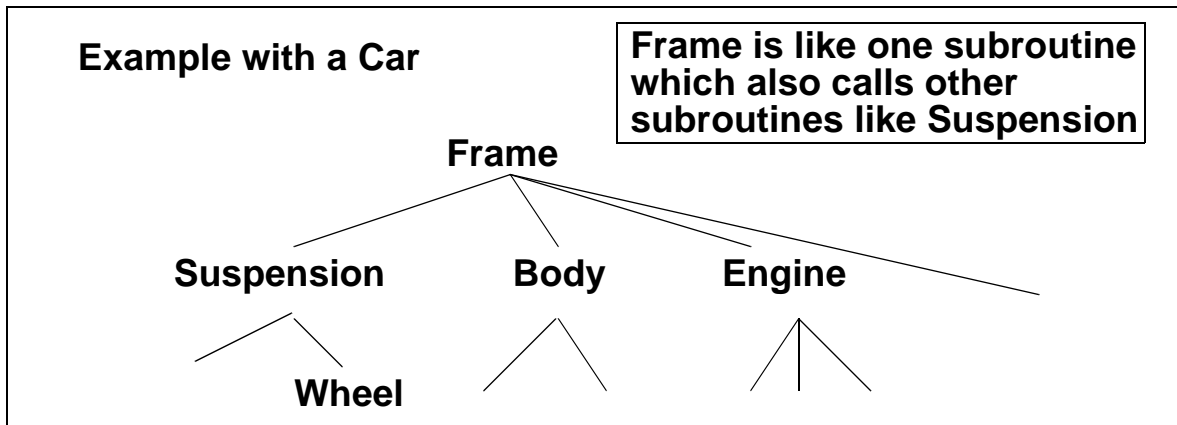 Example with a Car
Frame is like one subroutine
which also calls other
subroutines like Suspension
Frame
Suspension
Body
Engine
Wheel